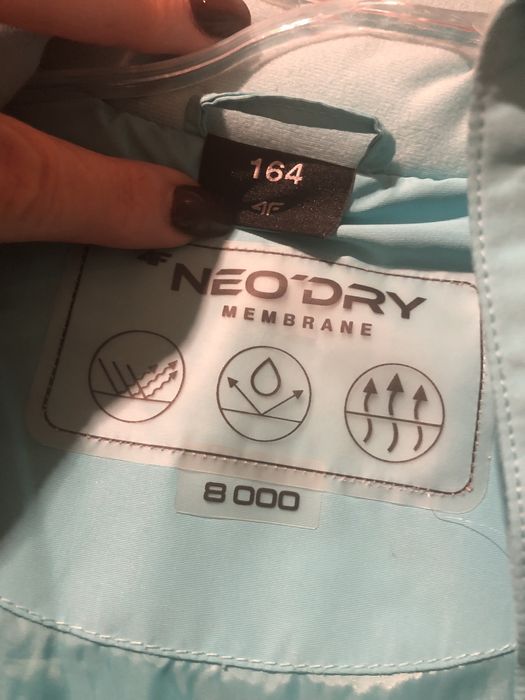 164
4F
NEO'DRY
MEMBRANE
8 000